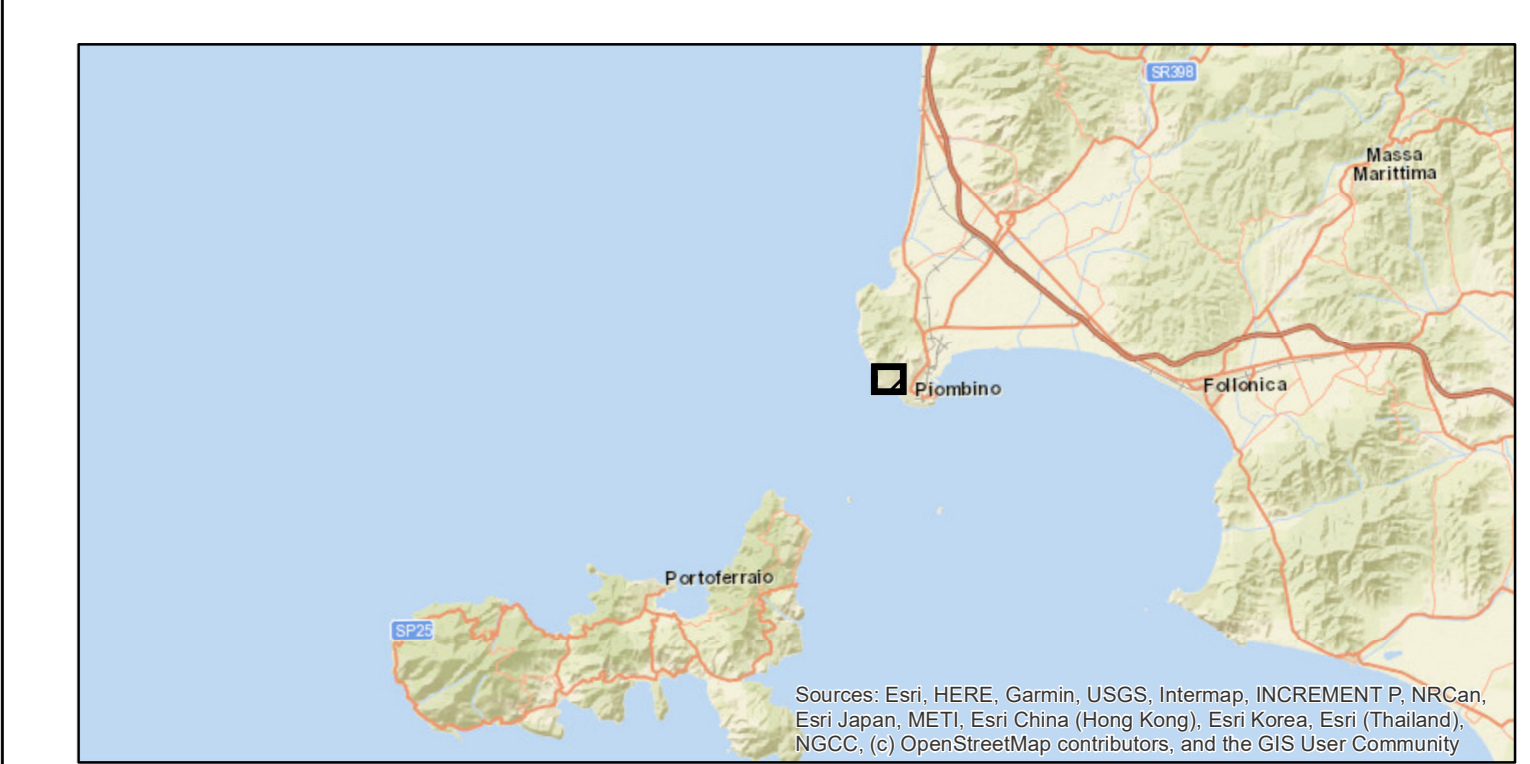 SR398
Massa
Marittima
Piombino
Follonica
Portoferraio
SP25
Sources: Esri, HERE, Garmin, USGS, Intermap, INCREMENT P, NRCan,
Esri Japan, METI, Esri China (Hong Kong), Esri Korea, Esri (Thailand),
NGCC, (c) OpenStreetMap contributors, and the GIS User Community